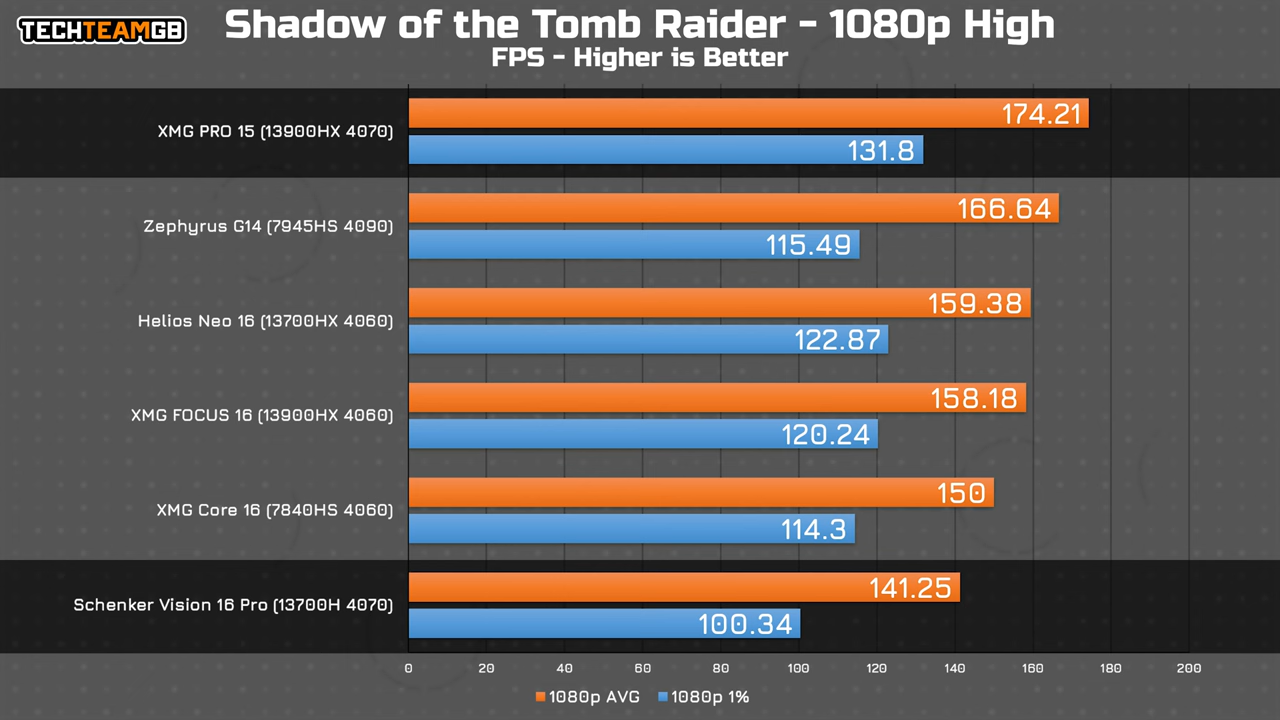 TECHTEAMGB
Shadow of the Tomb Raider - 1080p High
FPS - Higher is Better
XMG PRO 15 (13900HX 4070)
174.21
131.8
Zephyrus G14 (7945HS 4090)
166.64
115.49
Helios Neo 16 (13700HX 4060)
159.38
122.87
XMG FOCUS 16 (13900HX 4060)
158.18
120.24
XMG Core 16 (7840HS 4060)
150
114.3
Schenker Vision 16 Pro (13700H 4070)
141.25
100.34
0 20 40 60 80 100 120 140 160 180 200
1080p AVG 1080p 1%